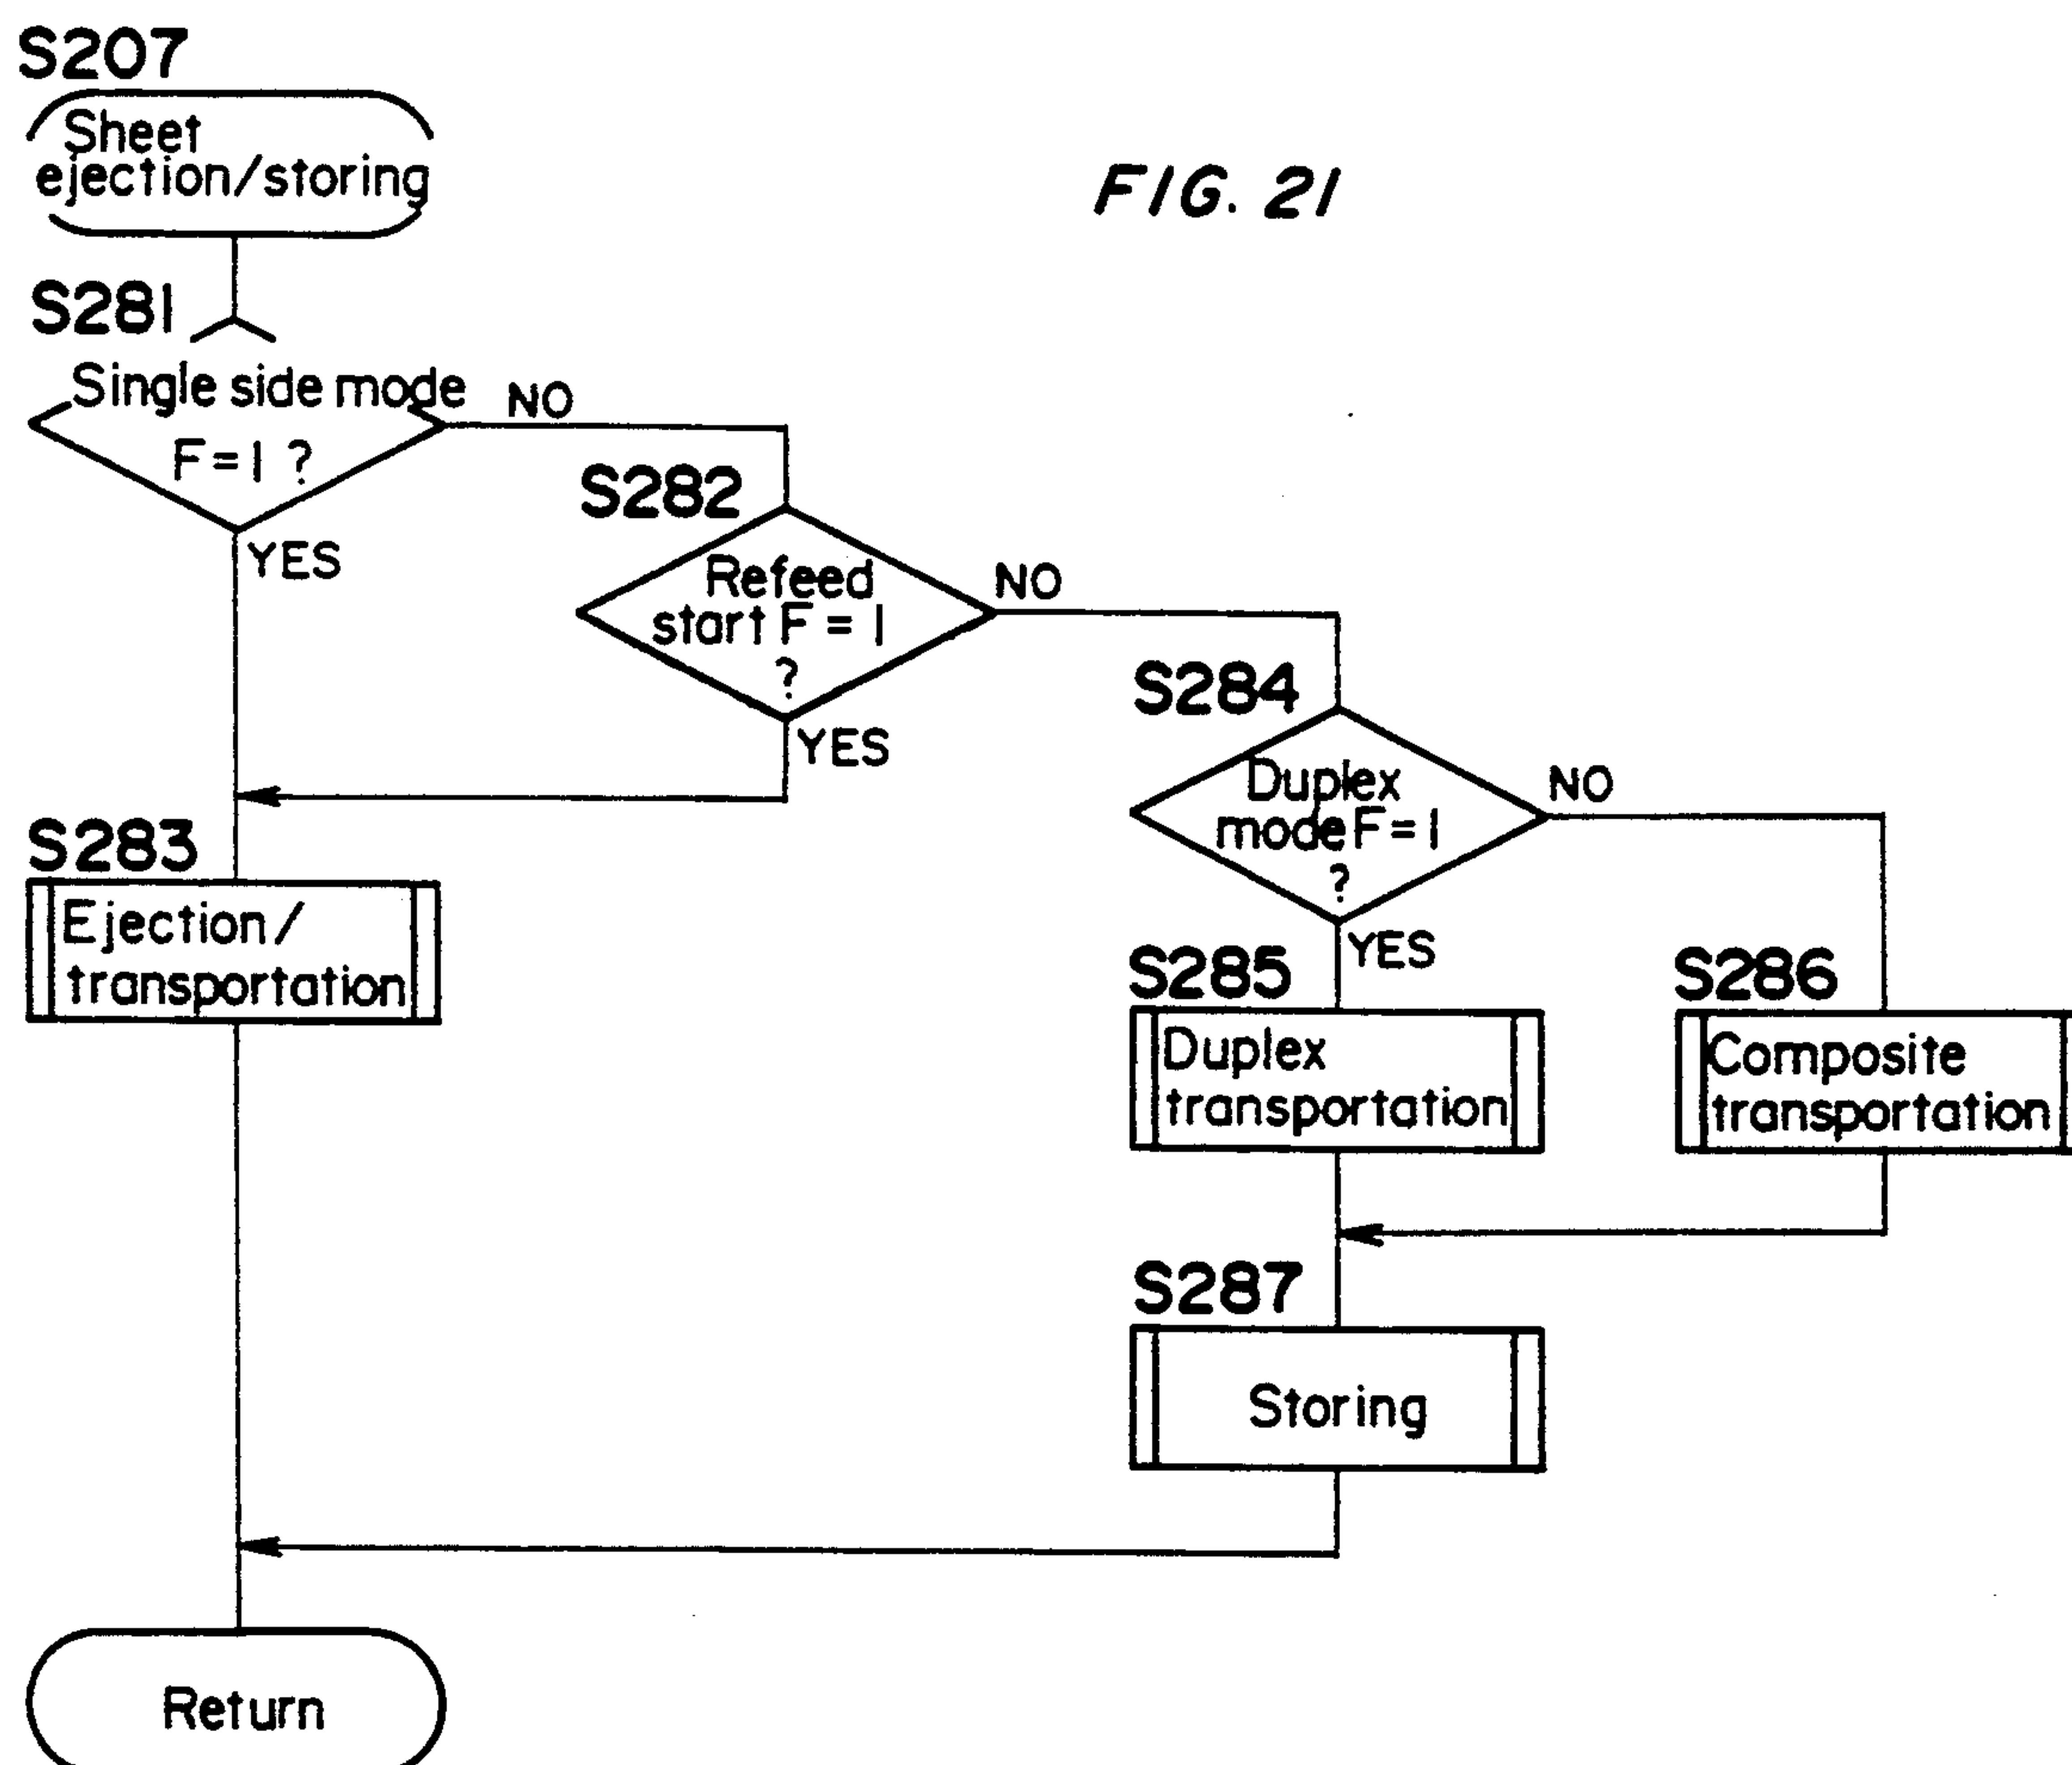 S207
Sheet
ejection/storing
FIG. 21
S281
Single side mode
F=1 ?
NO
YES
S282
Refeed
start F=1
?
NO
YES
S284
Duplex
mode F=1
?
NO
YES
S283
Ejection/
transportation
S285
Duplex
transportation
S286
Composite
transportation
S287
Storing
Return